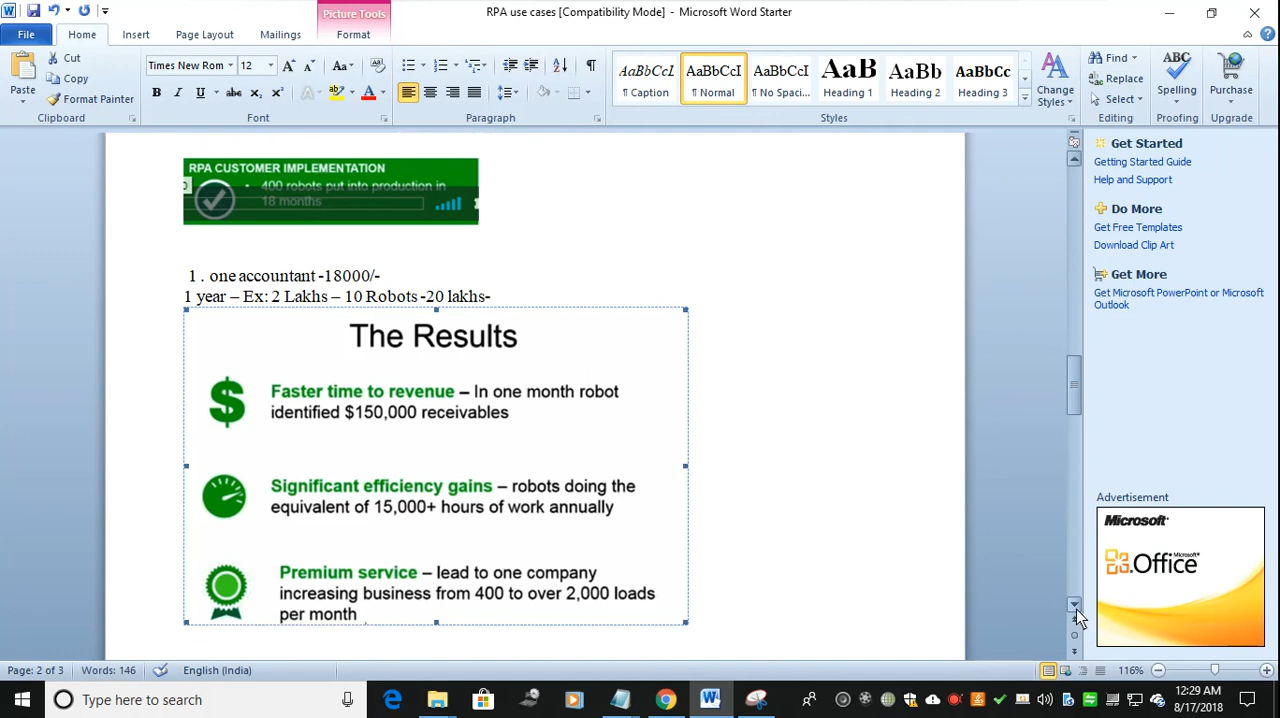 RPA use cases [Compatibility Mode] - Microsoft Word Starter
Picture Tools
File
Home
Insert
Page Layout
Mailings
Format
Paste
Cut
Copy
Format Painter
Clipboard
Times New Rom
12
Font
Paragraph
AaBbCcI
¶ Caption
AaBbCcI
¶ Normal
AaBbCcI
¶ No Spaci...
AaB
Heading 1
AaBb
Heading 2
AaBbCc
Heading 3
Change
Styles
Styles
Find
Replace
Select
Editing
ABC
Spelling
Proofing
Purchase
Upgrade
RPA CUSTOMER IMPLEMENTATION
• 400 robots put into production in
18 months
1 . one accountant -18000/-
1 year – Ex: 2 Lakhs – 10 Robots -20 lakhs-
The Results
Faster time to revenue – In one month robot
identified $150,000 receivables
Significant efficiency gains – robots doing the
equivalent of 15,000+ hours of work annually
Premium service – lead to one company
increasing business from 400 to over 2,000 loads
per month
Get Started
Getting Started Guide
Help and Support
Do More
Get Free Templates
Download Clip Art
Get More
Get Microsoft PowerPoint or Microsoft
Outlook
Advertisement
Microsoft
Microsoft
Office
Page: 2 of 3
Words: 146
English (India)
116%
Type here to search
12:29 AM
8/17/2018